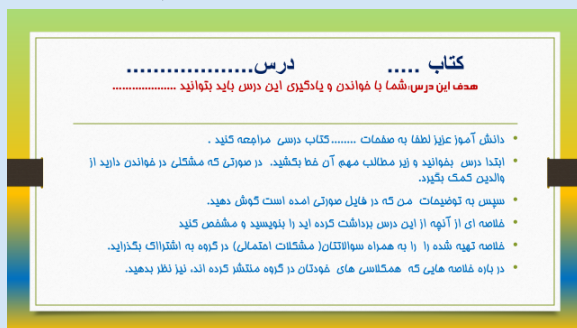 کتاب ..... درس...................
هدف این درس:شما با خواندن و یادگیری این درس باید بتوانید ...................
• دانش آموز عزیز لطفا به صفحات ........کتاب درسی مراجعه کنید .
• ابتدا درس بخوانید و زیر مطالب مهم آن خط بکشید. در صورتی که مشکلی در خواندن دارید از
والدین کمک بگیرد.
• سپس به توضیحات من که در فایل صورتی امده است گوش دهید.
• خلاصه ای از آنچه از این درس برداشت کرده اید را بنویسید و مشخص کنید
• خلاصه تهیه شده را را به همراه سوالاتتان( مشکلات احتمالی) در گروه به اشتراک بگذراید.
• در باره خلاصه هایی که همکلاسی های خودتان در گروه منتشر کرده اند، نیز نظر بدهید.